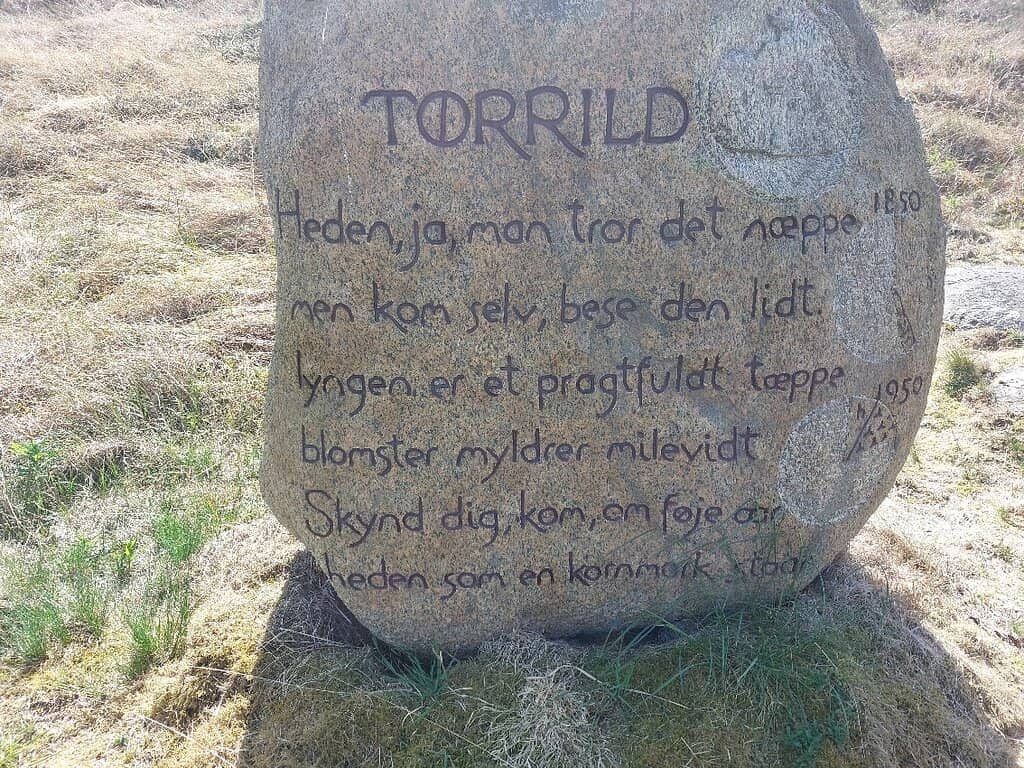 TØRRILD
Heden, ja, man tror det næppe 1850
men kom selv, bese den lidt.
lyngen er et pragtfuldt tæppe 1950
blomster myldrer milevidt
Skynd dig, kom, om føje aar
heden som en kornmark staar